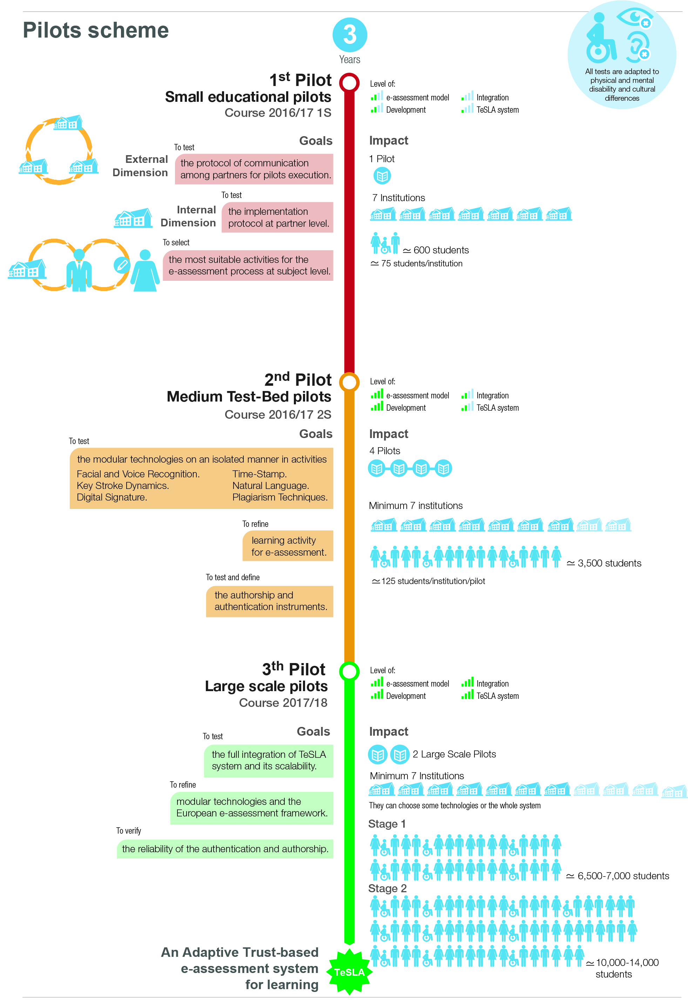 Pilots scheme
3
Years
All tests are adapted to
physical and mental
disability and cultural
differences
1st Pilot
Small educational pilots
Course 2016/17 1S
Level of:
e-assessment model
Integration
Development
TeSLA system
Goals
To test
External
Dimension
the protocol of communication
among partners for pilots execution.
To test
Internal
Dimension
the implementation
protocol at partner level.
To select
the most suitable activities for the
e-assessment process at subject level.
Impact
1 Pilot
7 Institutions
≃ 600 students
≃ 75 students/institution
2nd Pilot
Medium Test-Bed pilots
Course 2016/17 2S
Level of:
e-assessment model
Integration
Development
TeSLA system
Goals
To test
the modular technologies on an isolated manner in activities
Facial and Voice Recognition.
Key Stroke Dynamics.
Digital Signature.
Time-Stamp.
Natural Language.
Plagiarism Techniques.
To refine
learning activity
for e-assessment.
To test and define
the authorship and
authentication instruments.
Impact
4 Pilots
Minimum 7 institutions
≃ 3,500 students
≃125 students/institution/pilot
3th Pilot
Large scale pilots
Course 2017/18
Level of:
e-assessment model
Integration
Development
TeSLA system
Goals
To test
the full integration of TeSLA
system and its scalability.
To refine
modular technologies and the
European e-assessment framework.
To verify
the reliability of the authentication and authorship.
Impact
2 Large Scale Pilots
Minimum 7 Institutions
They can choose some technologies or the whole system
Stage 1
≃ 6,500-7,000 students
Stage 2
≃10,000-14,000
students
An Adaptive Trust-based
e-assessment system
for learning
TeSLA